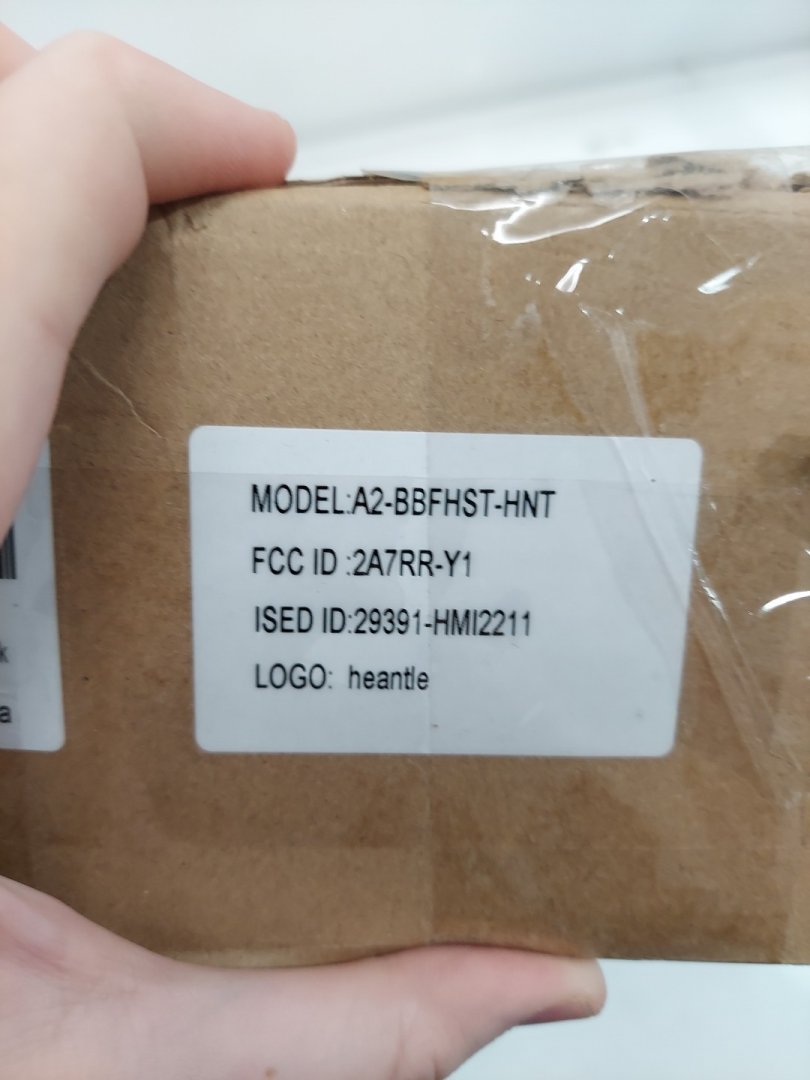 MODEL:A2-BBFHST-HNT
FCC ID :2A7RR-Y1
ISED ID:29391-HMI2211
LOGO: heantle
k
a